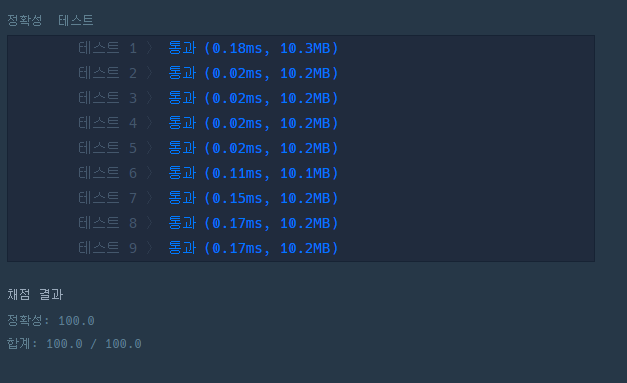 정확성 테스트
테스트 1 〉 통과 (0.18ms, 10.3MB)
테스트 2 〉 통과 (0.02ms, 10.2MB)
테스트 3 〉 통과 (0.02ms, 10.2MB)
테스트 4 〉 통과 (0.02ms, 10.2MB)
테스트 5 〉 통과 (0.02ms, 10.2MB)
테스트 6 〉 통과 (0.11ms, 10.1MB)
테스트 7 〉 통과 (0.15ms, 10.2MB)
테스트 8 〉 통과 (0.17ms, 10.2MB)
테스트 9 〉 통과 (0.17ms, 10.2MB)
채점 결과
정확성: 100.0
합계: 100.0 / 100.0